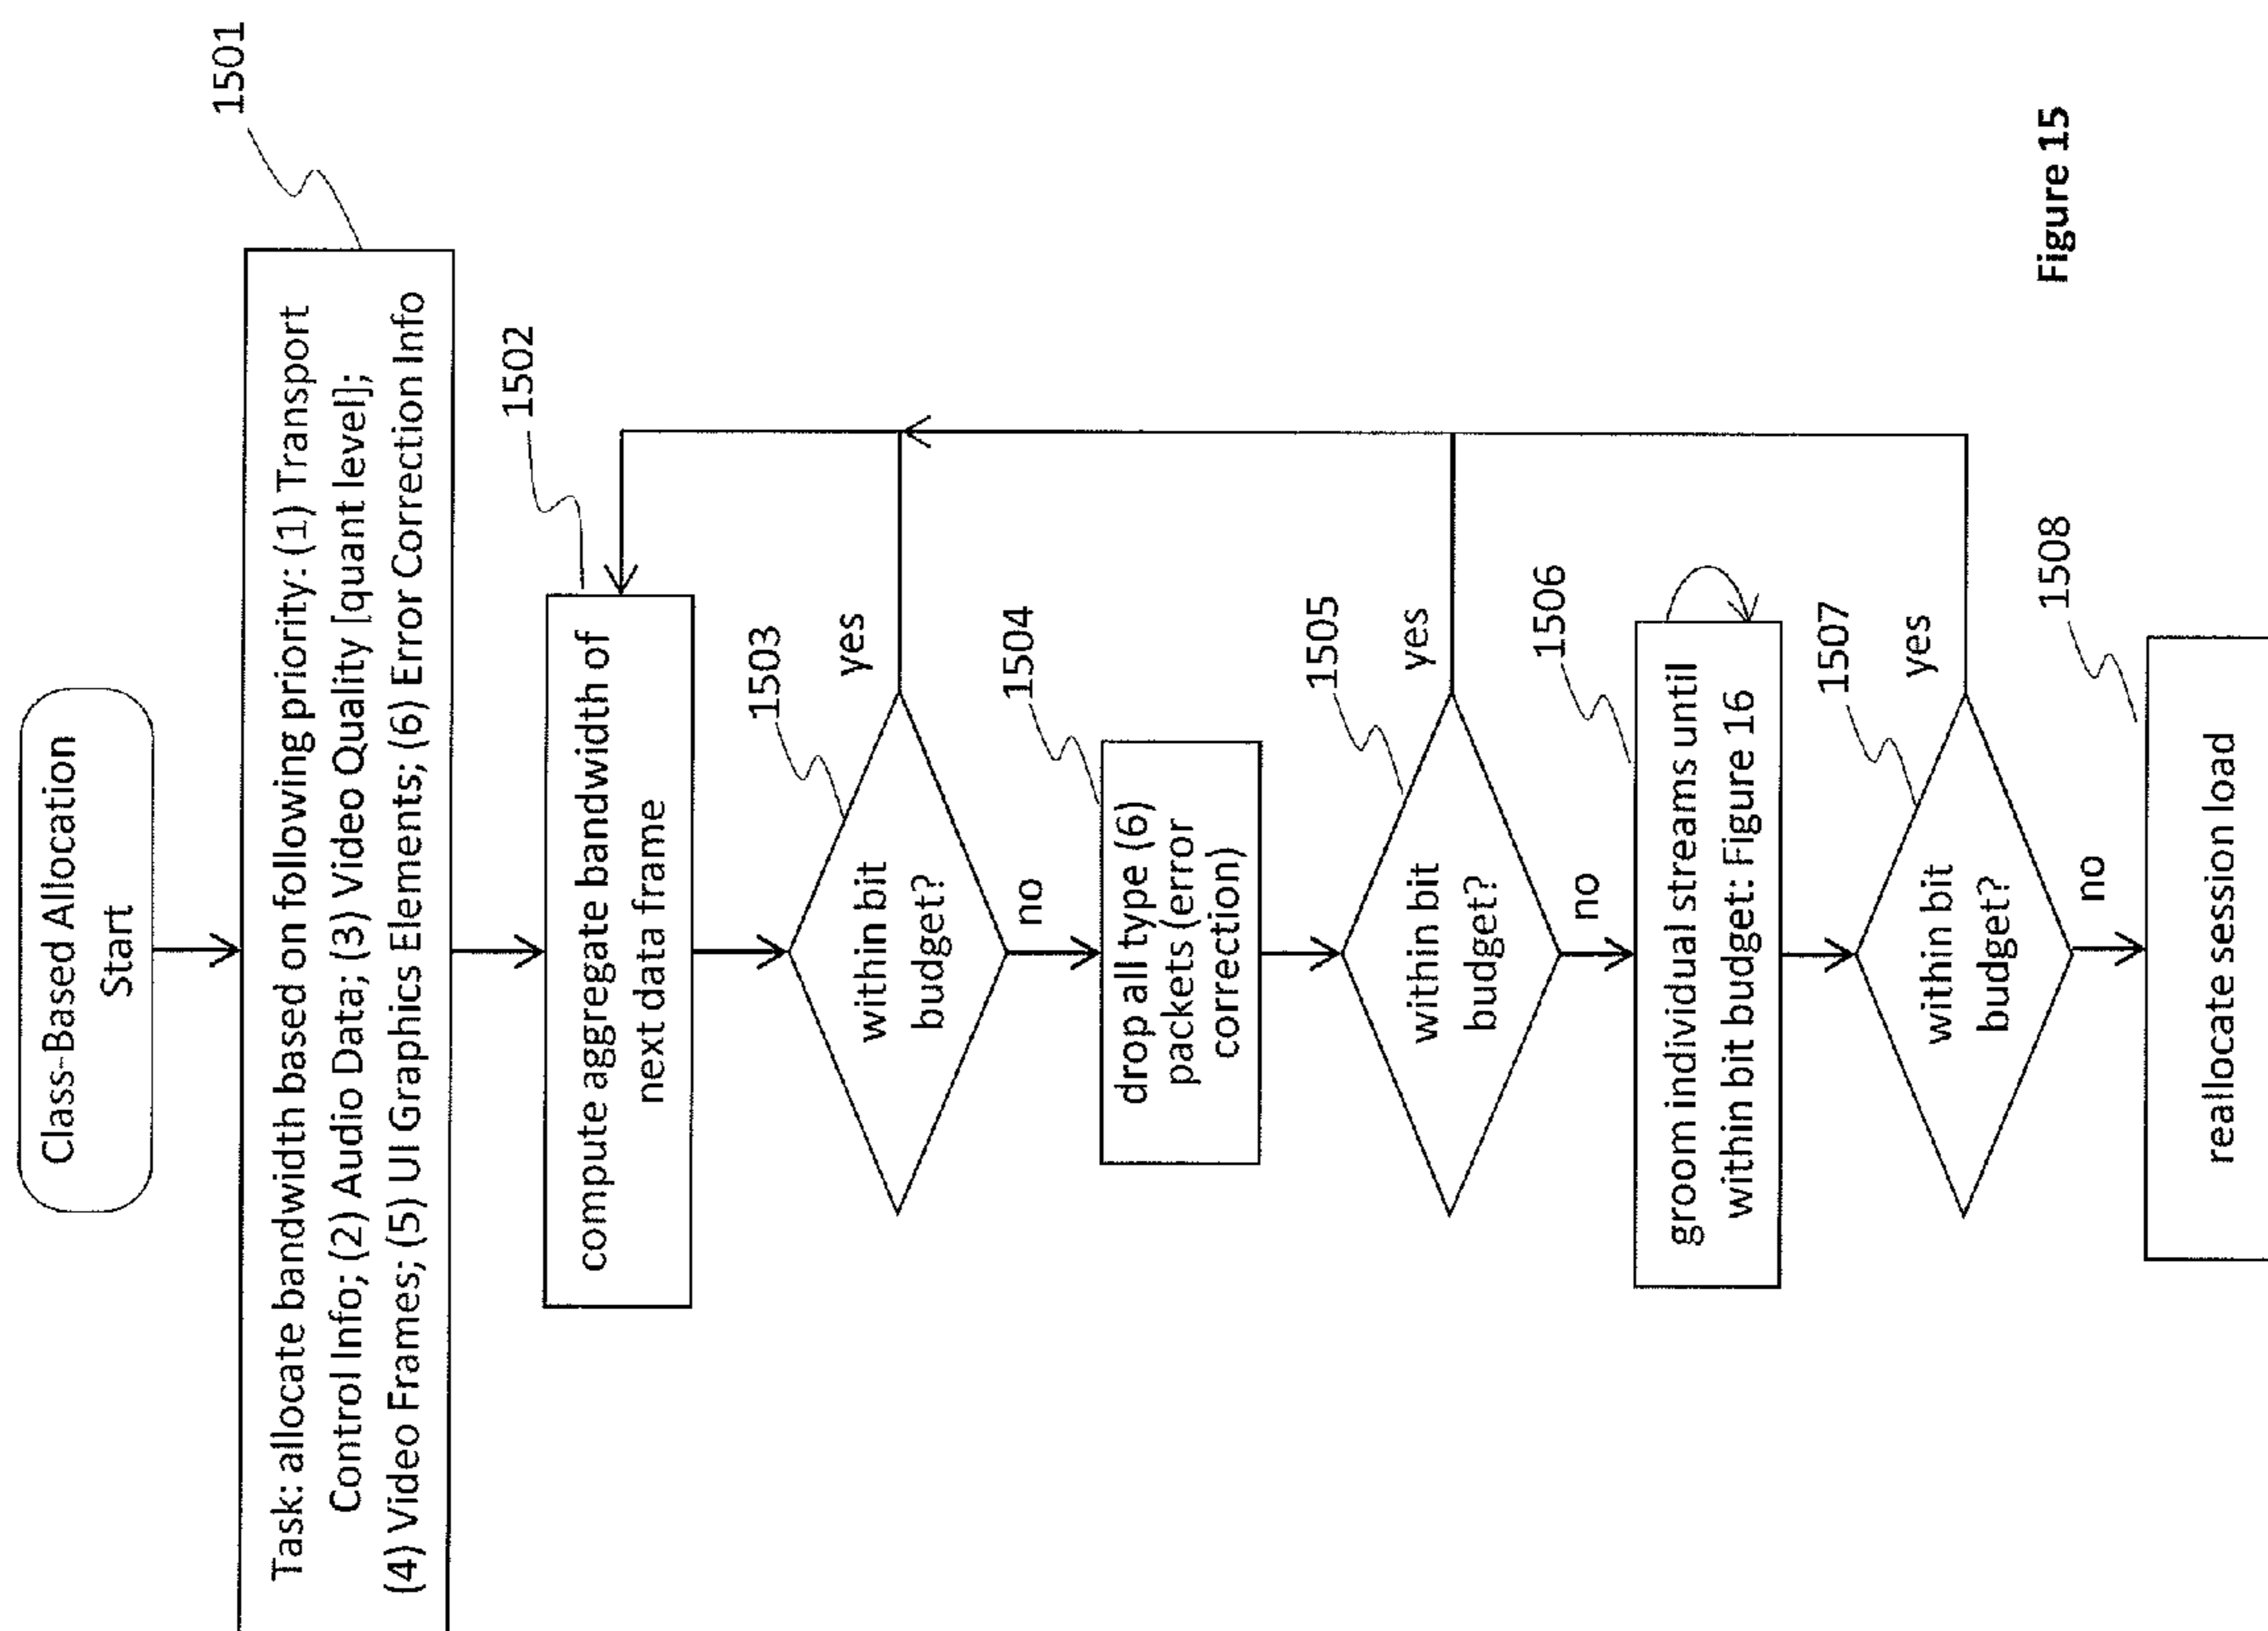 Class-Based Allocation
Start
1501
Task: allocate bandwidth based on following priority: (1) Transport
Control Info; (2) Audio Data; (3) Video Quality [quant level];
(4) Video Frames; (5) UI Graphics Elements; (6) Error Correction Info
1502
compute aggregate bandwidth of
next data frame
1503
within bit
budget?
yes
no
1504
drop all type (6)
packets (error
correction)
1505
within bit
budget?
yes
no
1506
groom individual streams until
within bit budget: Figure 16
1507
within bit
budget?
yes
no
1508
reallocate session load
Figure 15